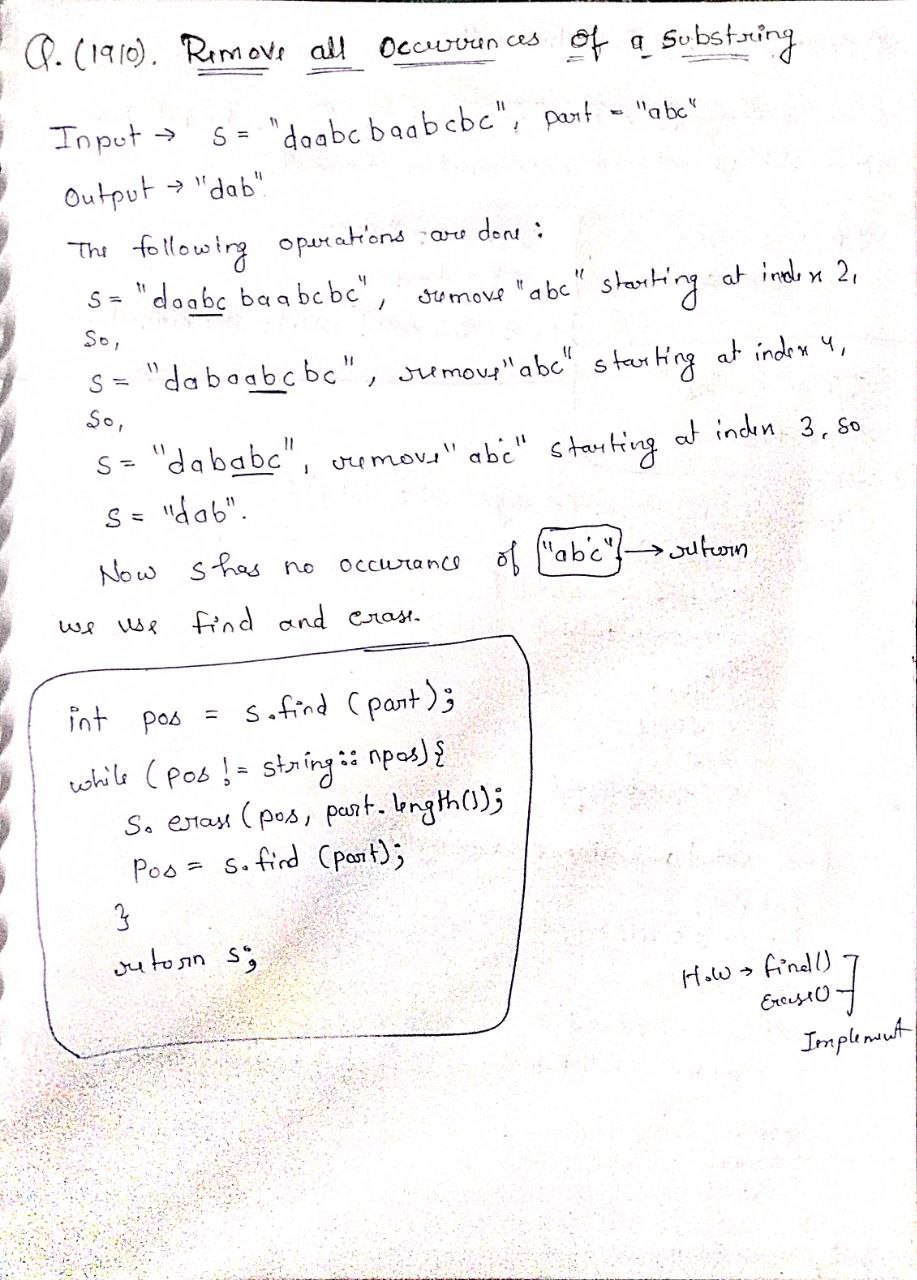 Q. (1910). Remove all Occurrences of a Substring
Input → S = "daabcbaabcbc", part = "abc"
Output → "dab"
The following operations are done :
S = "daabc baabcbc", remove "abc" starting at index 2,
So,
S = "dabaabcbc", remove "abc" starting at index 4,
So,
S = "dababc", remove "abc" starting at index 3, so
S = "dab".
Now s has no occurance of "abc" → return
we use find and erase.
int pos = s.find (part);
while (pos != string::npos) {
s. erase (pos, part.length());
Pos = s.find (part);
}
return s;
How → find()
Erase()
Implement